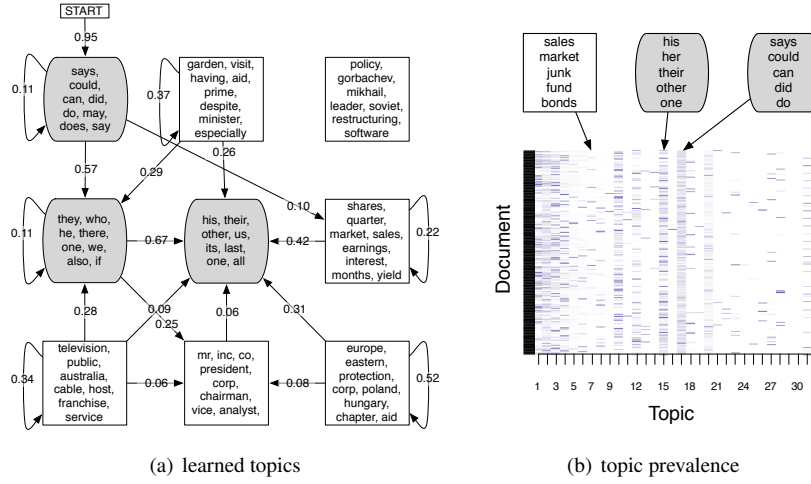 START
0.95
says,
could,
can, did,
do, may,
does, say
0.11
garden, visit,
having, aid,
prime,
despite,
minister,
especially
0.37
policy,
gorbachev,
mikhail,
leader, soviet,
restructuring,
software
0.57
0.29
0.26
0.10
they, who,
he, there,
one, we,
also, if
0.11
0.67
his, their,
other, us,
its, last,
one, all
0.42
shares,
quarter,
market, sales,
earnings,
interest,
months, yield
0.22
0.28
0.09
0.25
0.06
0.31
television,
public,
australia,
cable, host,
franchise,
service
0.34
0.06
mr, inc, co,
president,
corp,
chairman,
vice, analyst,
0.08
europe,
eastern,
protection,
corp, poland,
hungary,
chapter, aid
0.52
(a) learned topics
sales
market
junk
fund
bonds
his
her
their
other
one
says
could
can
did
do
Document
1 3 5 7 9 12 15 18 21 24 27 30
Topic
(b) topic prevalence